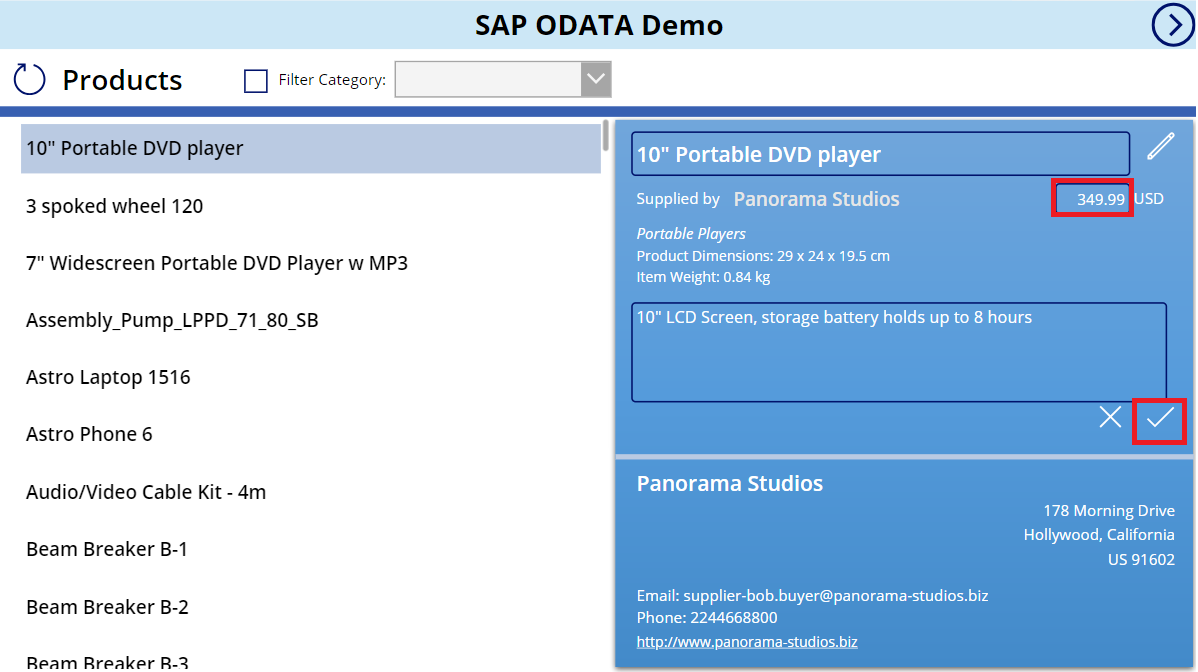 SAP ODATA Demo
Products
Filter Category:
10" Portable DVD player
3 spoked wheel 120
7" Widescreen Portable DVD Player w MP3
Assembly_Pump_LPPD_71_80_SB
Astro Laptop 1516
Astro Phone 6
Audio/Video Cable Kit - 4m
Beam Breaker B-1
Beam Breaker B-2
Beam Breaker B-3
10" Portable DVD player
Supplied by Panorama Studios 349.99 USD
Portable Players
Product Dimensions: 29 x 24 x 19.5 cm
Item Weight: 0.84 kg
10" LCD Screen, storage battery holds up to 8 hours
Panorama Studios
178 Morning Drive
Hollywood, California
US 91602
Email: supplier-bob.buyer@panorama-studios.biz
Phone: 2244668800
http://www.panorama-studios.biz